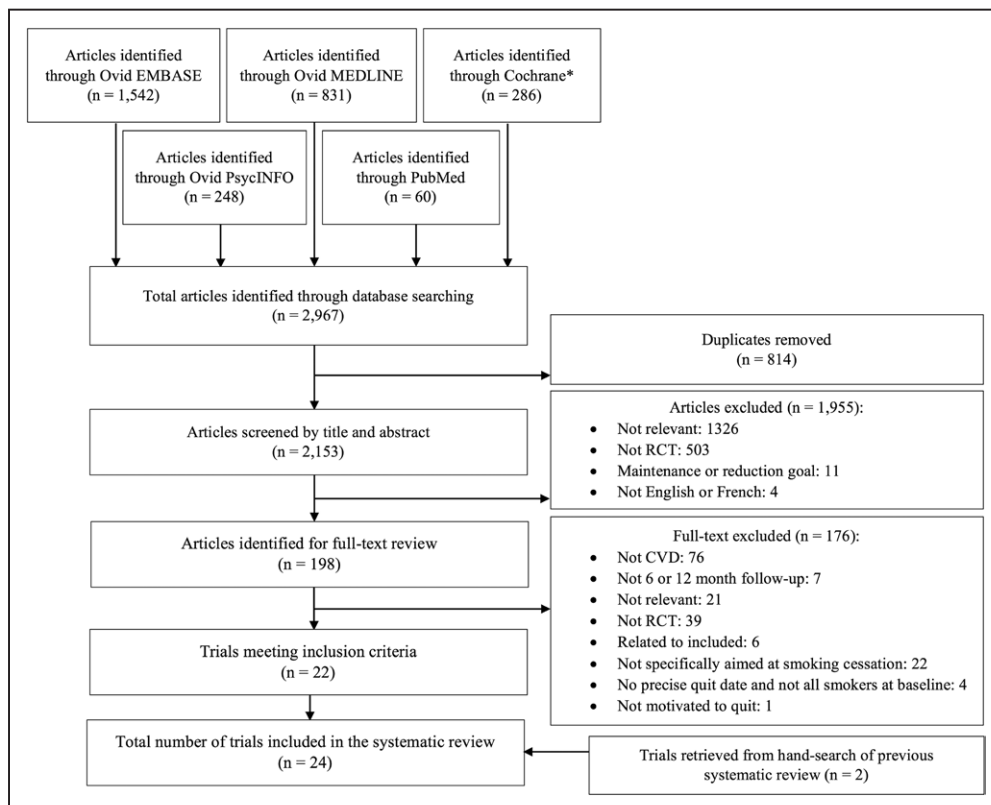 Articles identified
through Ovid EMBASE
(n = 1,542)
Articles identified
through Ovid MEDLINE
(n = 831)
Articles identified
through Cochrane*
(n = 286)
Articles identified
through Ovid PsycINFO
(n = 248)
Articles identified
through PubMed
(n = 60)
Total articles identified through database searching
(n = 2,967)
Duplicates removed
(n = 814)
Articles screened by title and abstract
(n = 2,153)
Articles excluded (n = 1,955):
• Not relevant: 1326
• Not RCT: 503
• Maintenance or reduction goal: 11
• Not English or French: 4
Articles identified for full-text review
(n = 198)
Full-text excluded (n = 176):
• Not CVD: 76
• Not 6 or 12 month follow-up: 7
• Not relevant: 21
• Not RCT: 39
• Related to included: 6
• Not specifically aimed at smoking cessation: 22
• No precise quit date and not all smokers at baseline: 4
• Not motivated to quit: 1
Trials meeting inclusion criteria
(n = 22)
Total number of trials included in the systematic review
(n = 24)
Trials retrieved from hand-search of previous
systematic review (n = 2)